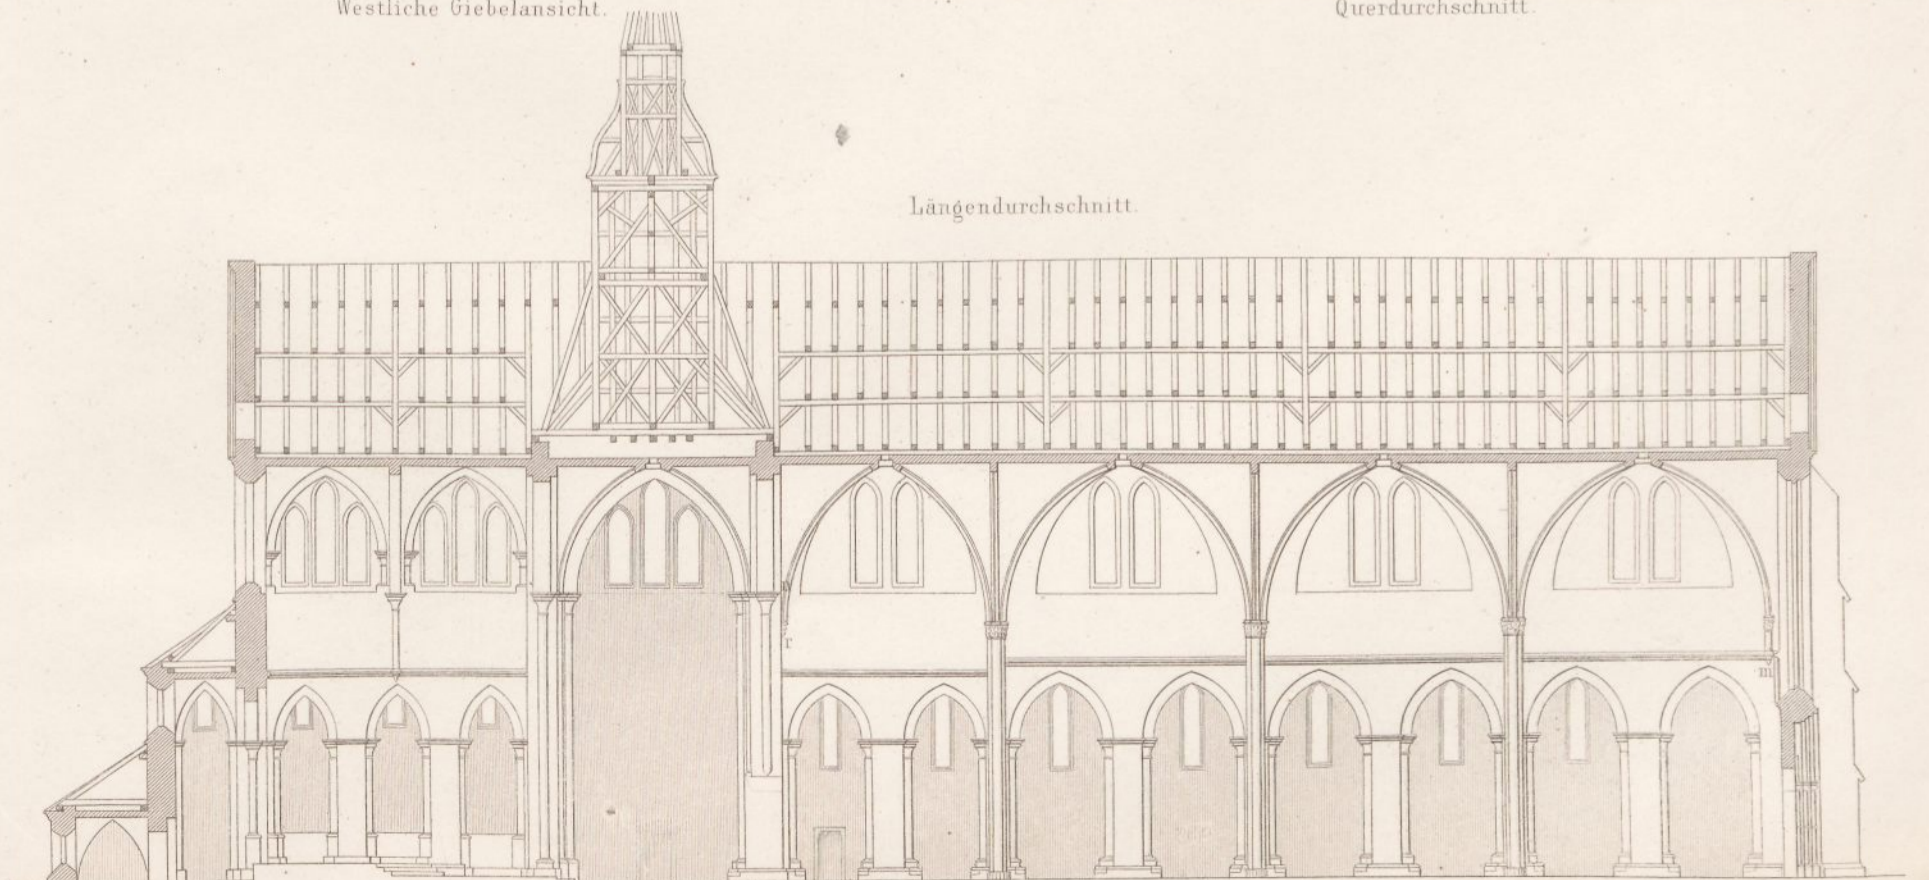 Westliche Giebelansicht.
Querdurchschnitt.
Längendurchschnitt.
r
m